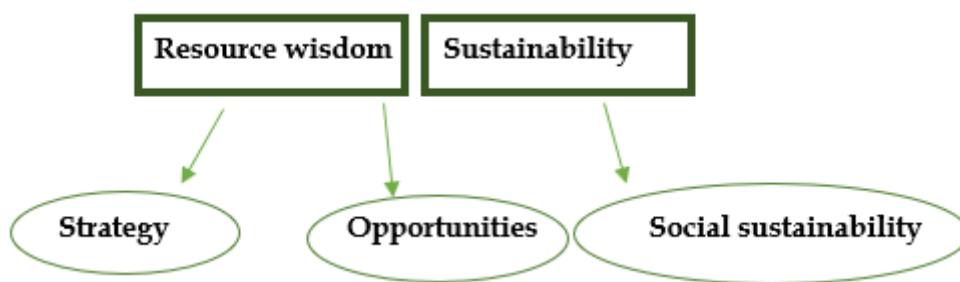 Resource wisdom
Sustainability
Strategy
Opportunities
Social sustainability